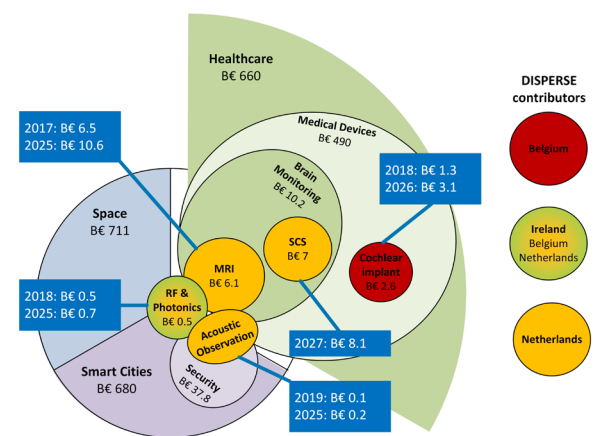 Healthcare
B€ 660
DISPERSE
contributors
Medical Devices
B€ 490
2017: B€ 6.5
2025: B€ 10.6
Brain
Monitoring
B€ 10.2
2018: B€ 1.3
2026: B€ 3.1
Belgium
Space
B€ 711
SCS
B€ 7
MRI
B€ 6.1
Cochlear
Implant
B€ 2.6
Ireland
Belgium
Netherlands
2018: B€ 0.5
2025: B€ 0.7
RF &
Photonics
B€ 0.5
Acoustic
Observation
2027: B€ 8.1
Netherlands
Smart Cities
B€ 680
Security
B€ 37.8
2019: B€ 0.1
2025: B€ 0.2